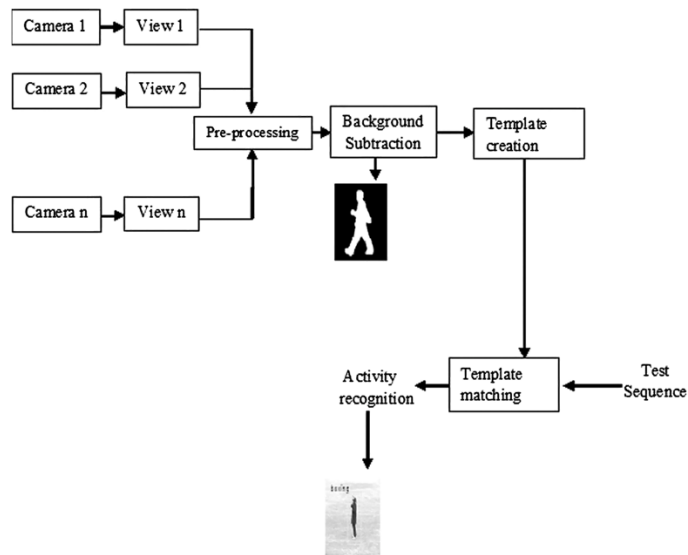 Camera 1
View 1
Camera 2
View 2
Pre-processing
Background
Subtraction
Template
creation
Camera n
View n
Activity
recognition
Template
matching
Test
Sequence